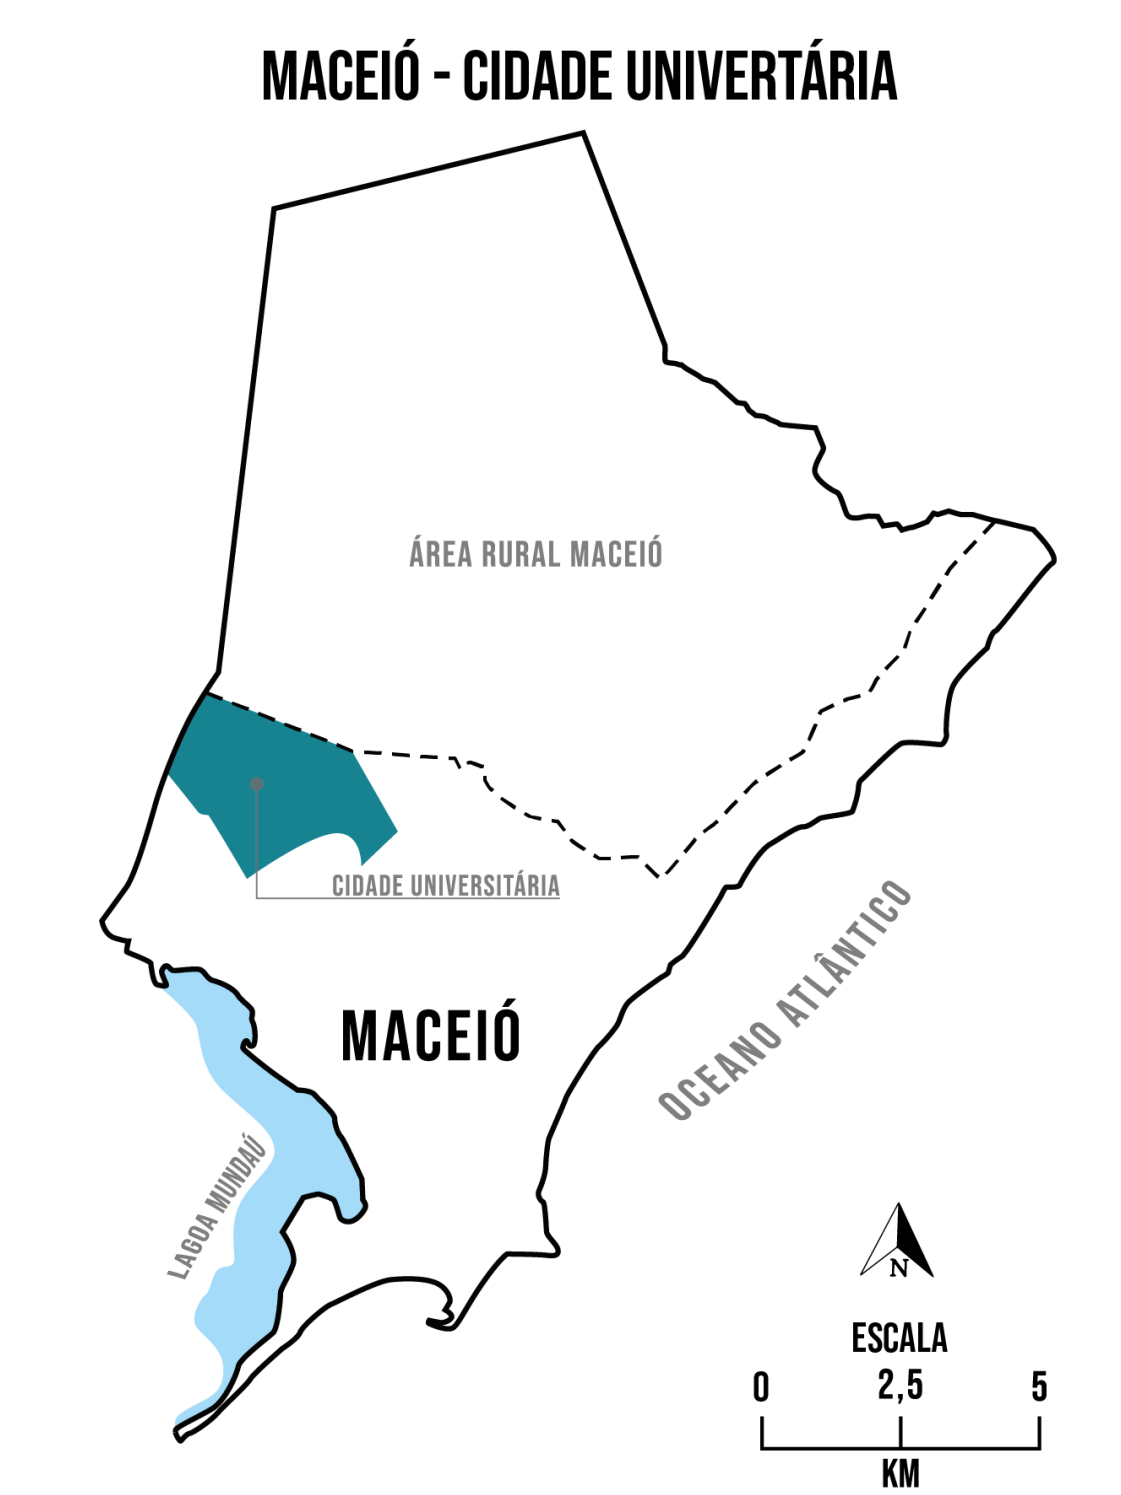 MACEIÓ - CIDADE UNIVERTÁRIA
ÁREA RURAL MACEIÓ
CIDADE UNIVERSITÁRIA
MACEIÓ
OCEANO ATLÂNTICO
LAGOA MUNDAÚ
N
ESCALA
0 2,5 5
KM